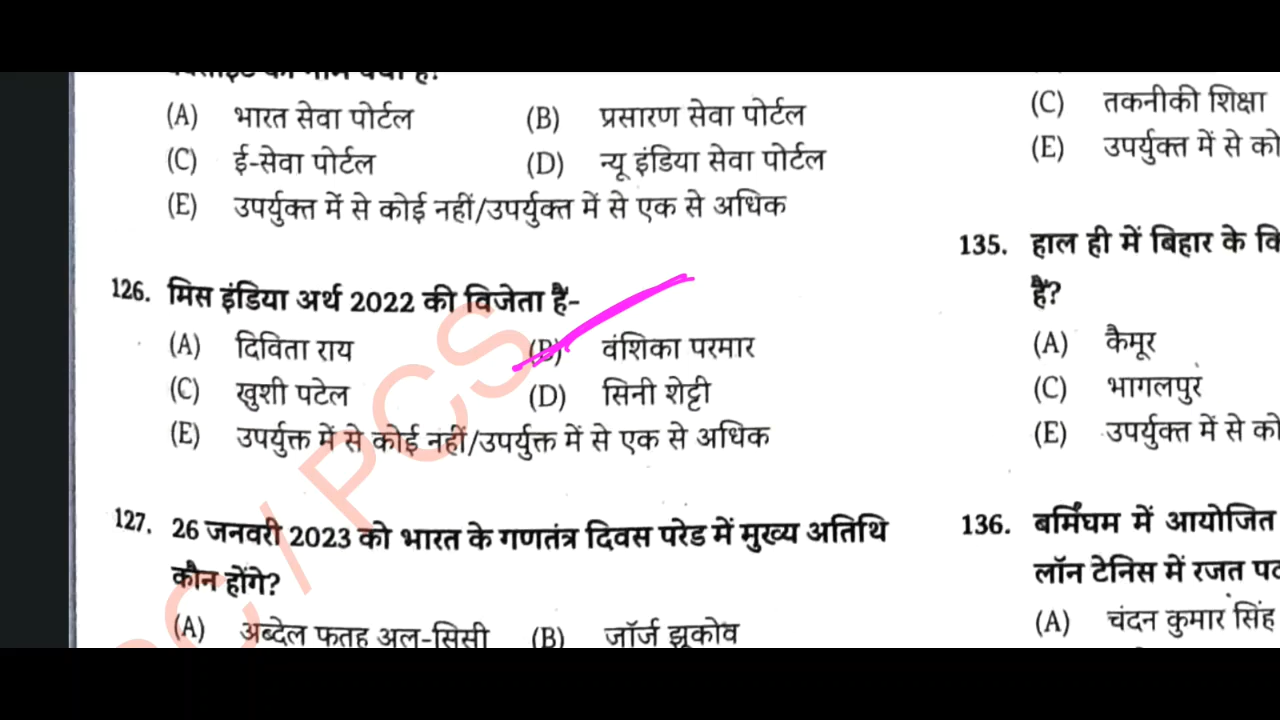 (A) भारत सेवा पोर्टल (B) प्रसारण सेवा पोर्टल
(C) ई-सेवा पोर्टल (D) न्यू इंडिया सेवा पोर्टल
(E) उपर्युक्त में से कोई नहीं/उपर्युक्त में से एक से अधिक
126. मिस इंडिया अर्थ 2022 की विजेता हैं-
(A) दिविता राय (B) वंशिका परमार
(C) खुशी पटेल (D) सिनी शेट्टी
(E) उपर्युक्त में से कोई नहीं/उपर्युक्त में से एक से अधिक
127. 26 जनवरी 2023 को भारत के गणतंत्र दिवस परेड में मुख्य अतिथि
कौन होंगे?
(A) अब्देल फतह अल-सिसी (B) जॉर्ज झूकोव
(C) तकनीकी शिक्षा
(E) उपर्युक्त में से
135. हाल ही में बिहार के
हैं?
(A) कैमूर
(C) भागलपुर
(E) उपर्युक्त में से
136. बर्मिंघम में आयोजित
लॉन टेनिस में रजत
(A) चंदन कुमार सिंह
C / PCS